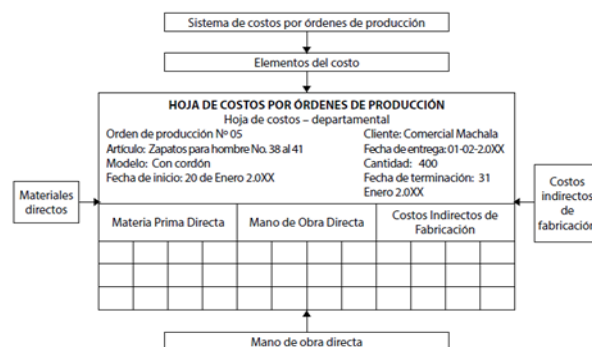 Sistema de costos por órdenes de producción
Elementos del costo
HOJA DE COSTOS POR ÓRDENES DE PRODUCCIÓN
Hoja de costos – departamental
Orden de producción Nº 05
Cliente: Comercial Machala
Artículo: Zapatos para hombre No. 38 al 41
Fecha de entrega: 01-02-2.0XX
Modelo: Con cordón
Cantidad: 400
Fecha de inicio: 20 de Enero 2.0XX
Fecha de terminación: 31
Enero 2.0XX
Materiales
directos
Costos
indirectos
de
fabricación
Materia Prima Directa
Mano de Obra Directa
Costos Indirectos de
Fabricación
Mano de obra directa